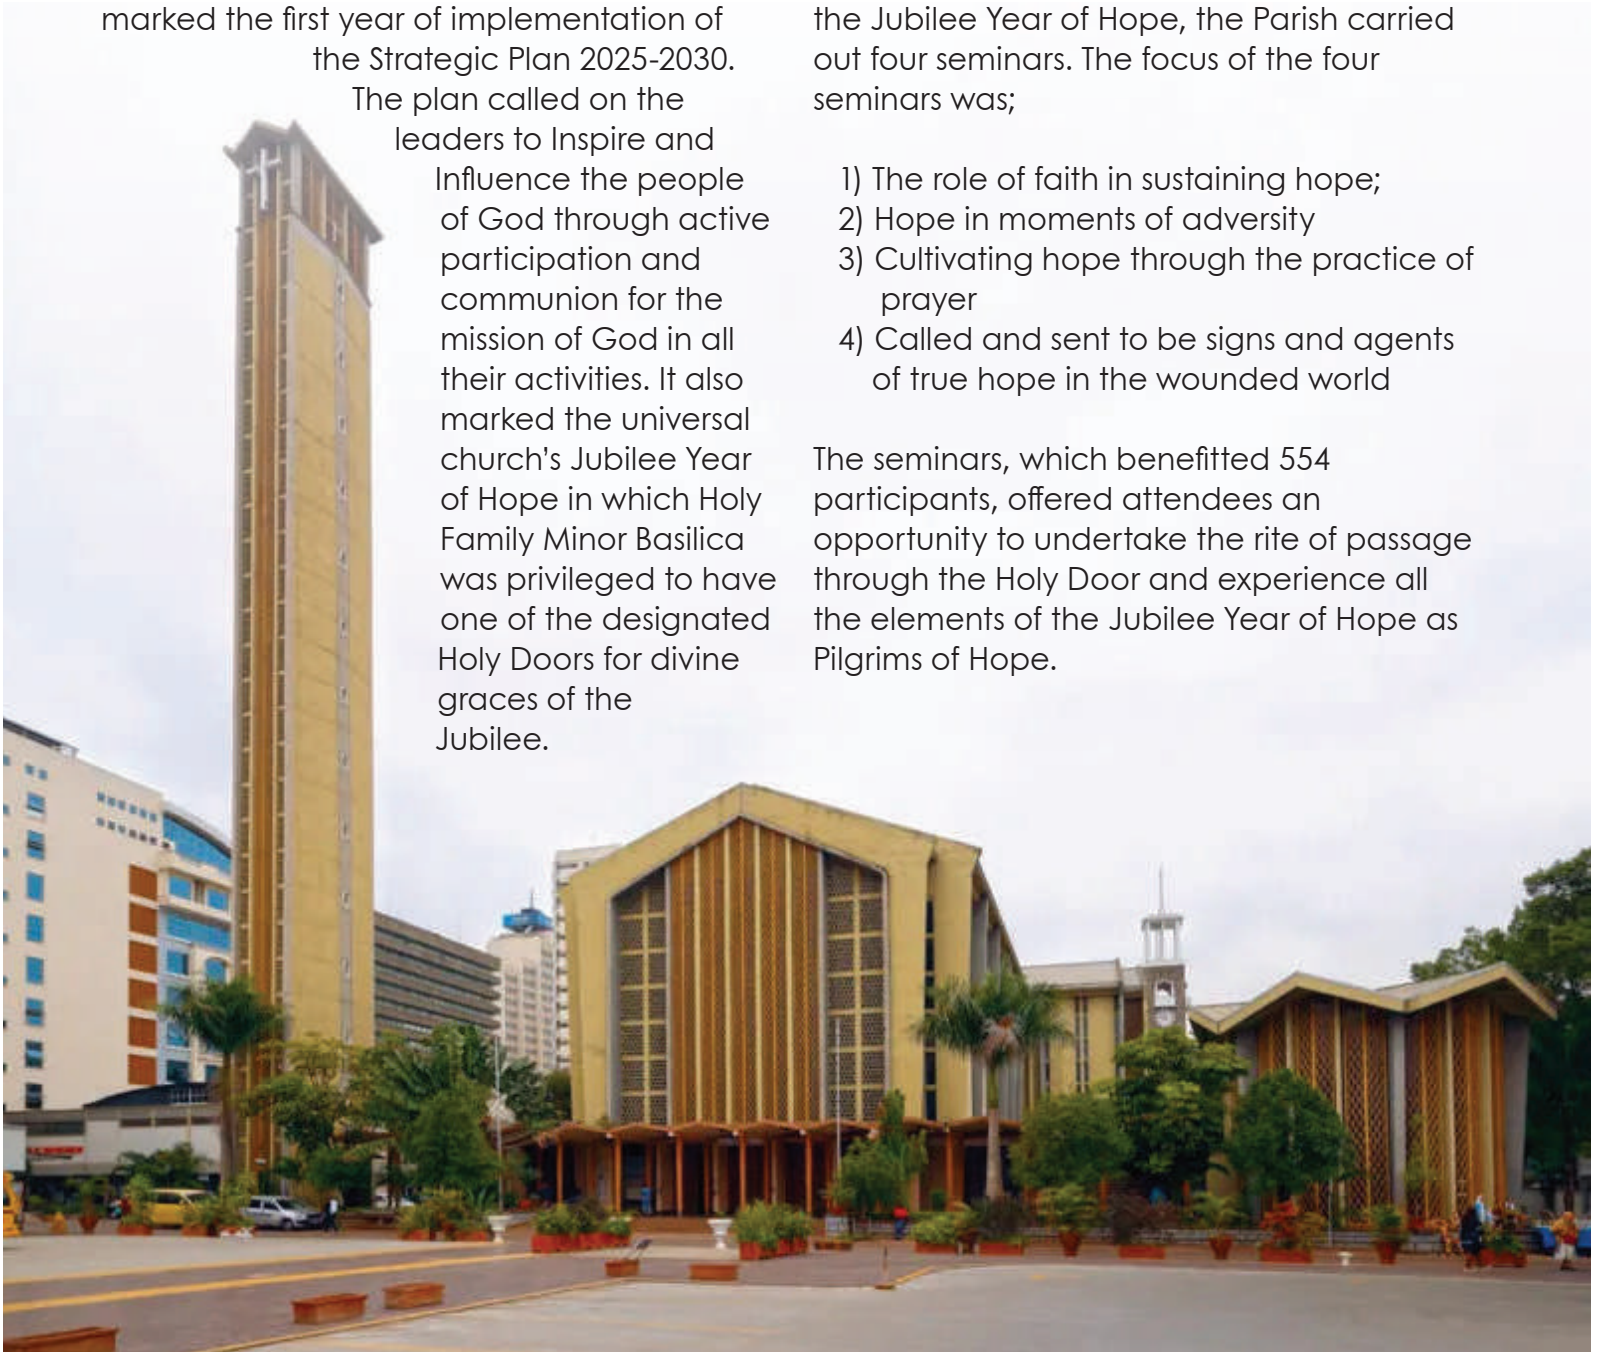 marked the first year of implementation of
the Strategic Plan 2025-2030.
The plan called on the
leaders to Inspire and
Influence the people
of God through active
participation and
communion for the
mission of God in all
their activities. It also
marked the universal
church's Jubilee Year
of Hope in which Holy
Family Minor Basilica
was privileged to have
one of the designated
Holy Doors for divine
graces of the
Jubilee.
the Jubilee Year of Hope, the Parish carried
out four seminars. The focus of the four
seminars was;
1) The role of faith in sustaining hope;
2) Hope in moments of adversity
3) Cultivating hope through the practice of
prayer
4) Called and sent to be signs and agents
of true hope in the wounded world
The seminars, which benefitted 554
participants, offered attendees an
opportunity to undertake the rite of passage
through the Holy Door and experience all
the elements of the Jubilee Year of Hope as
Pilgrims of Hope.